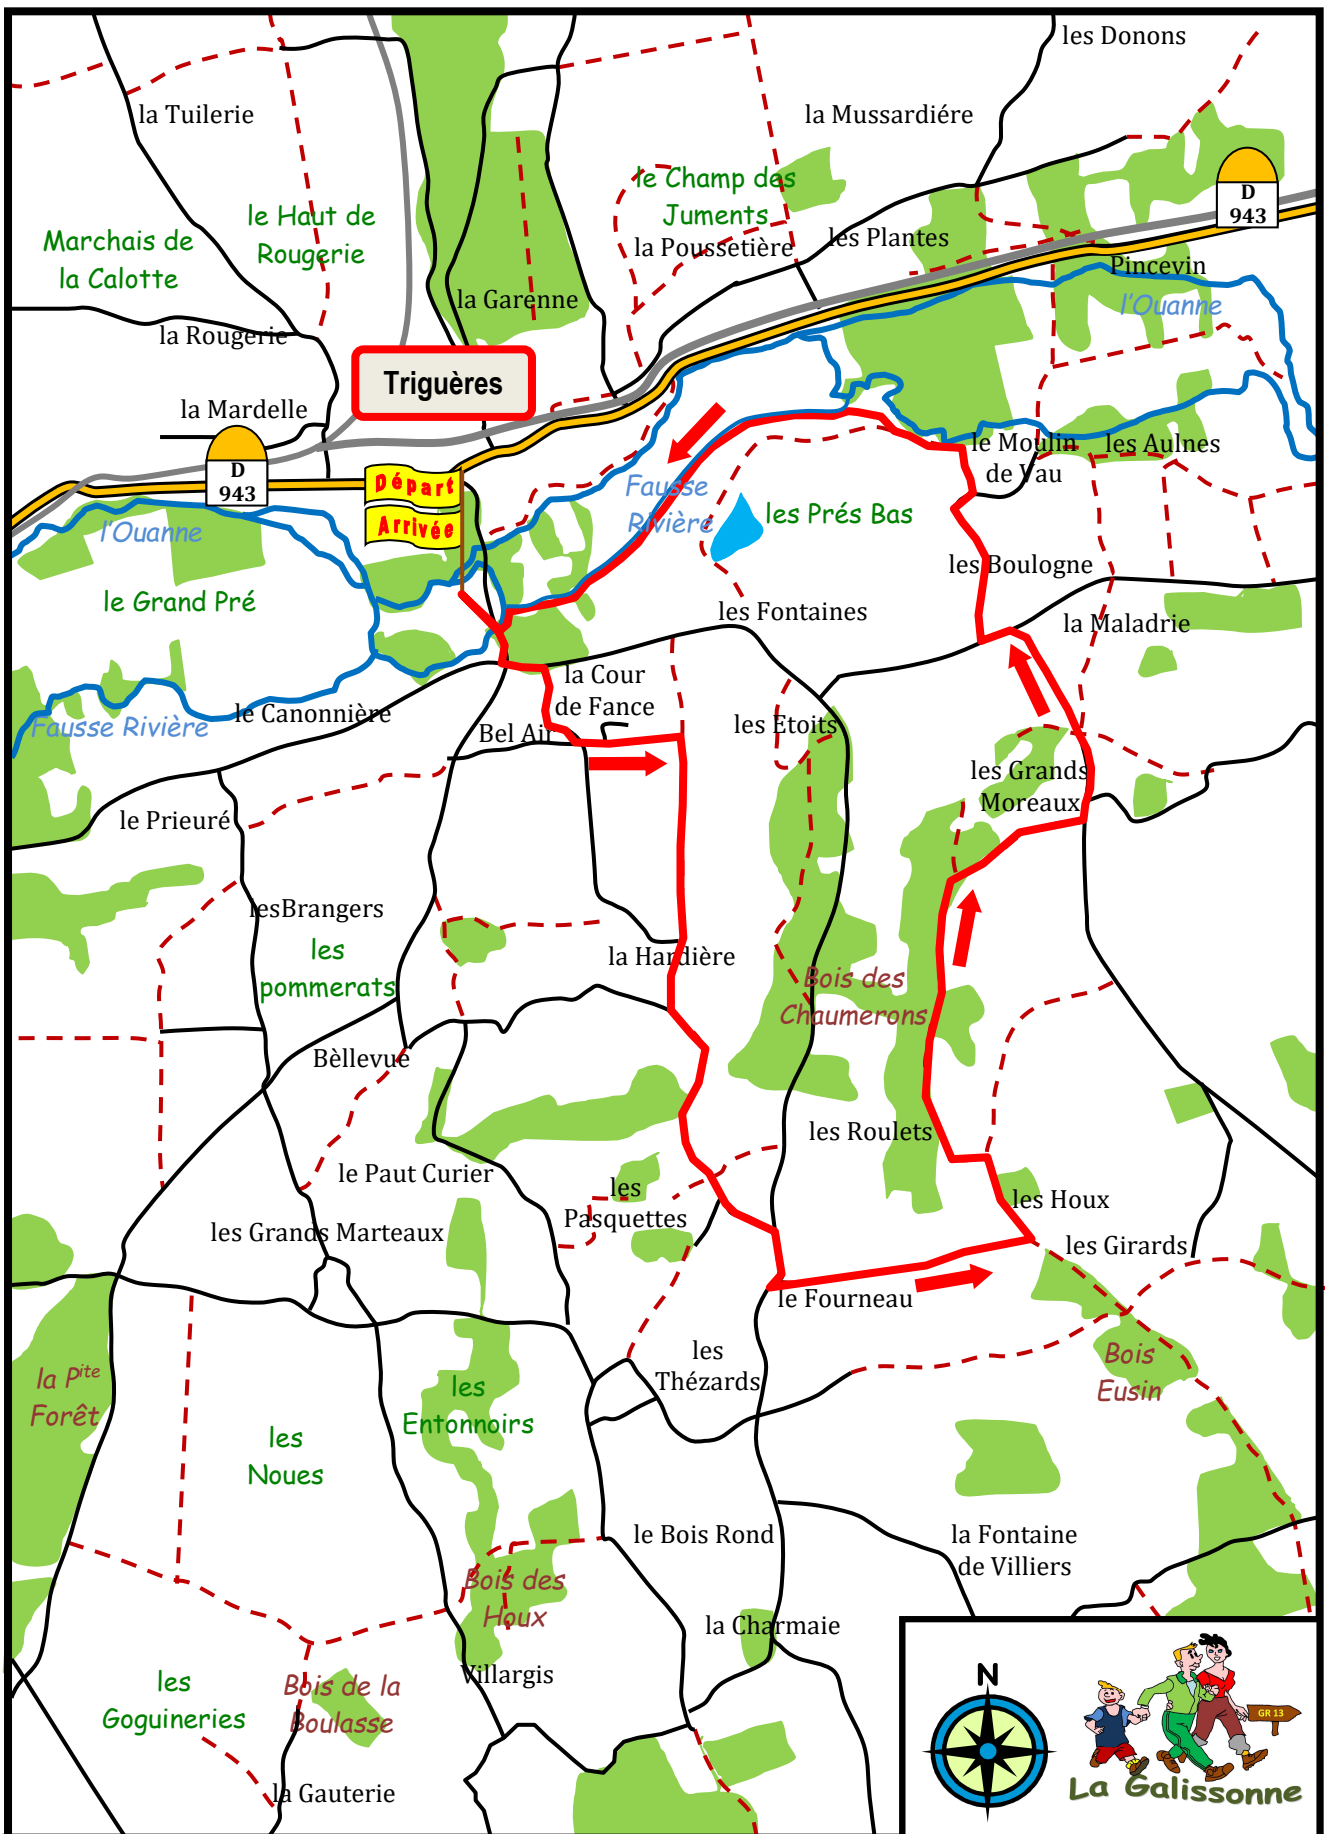 les Donons
la Tuilerie
la Mussardiére
le Champ des
Juments
D
943
le Haut de
Rougerie
Marchais de
la Calotte
la Poussetière
les Plantes
Pincevin
la Garenne
l'Ouanne
la Rougerie
Triguères
la Mardelle
le Moulin
de Vau
les Aulnes
D
943
Départ
Arrivée
Fausse
Rivière
les Prés Bas
l'Ouanne
les Boulogne
le Grand Pré
les Fontaines
la Maladrie
la Cour
de Fance
le Canonnière
Fausse Rivière
Bel Air
les Etoits
les Grands
Moreaux
le Prieuré
lesBrangers
les
pommerats
la Hardière
Bois des
Chaumerons
Bèllevue
les Roulets
le Paut Curier
les
Pasquettes
les Houx
les Grands Marteaux
les Girards
le Fourneau
les
Thézards
Bois
Eusin
la Pite
Forêt
les
Entonnoirs
les
Noues
le Bois Rond
la Fontaine
de Villiers
Bois des
Houx
la Charmaie
Villargis
les
Goguineries
Bois de la
Boulasse
la Gauterie
N
GR 13
La Galissonne